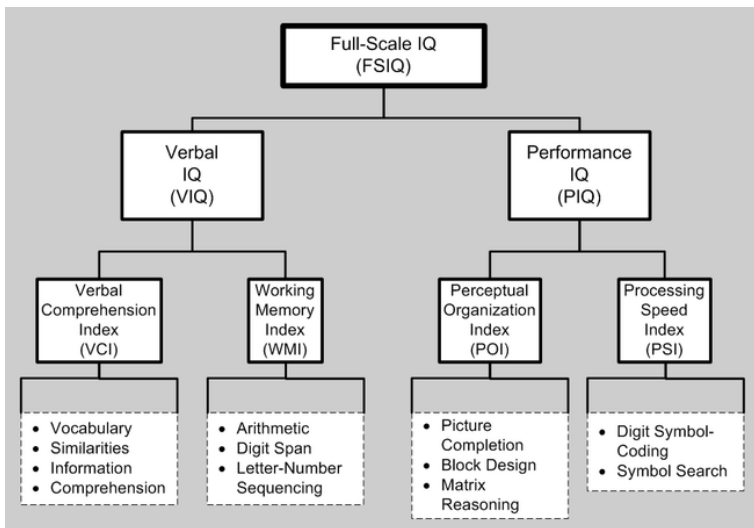 Full-Scale IQ
(FSIQ)
Verbal
IQ
(VIQ)
Performance
IQ
(PIQ)
Verbal
Comprehension
Index
(VCI)
Working
Memory
Index
(WMI)
Perceptual
Organization
Index
(POI)
Processing
Speed
Index
(PSI)
• Vocabulary
• Similarities
• Information
• Comprehension
• Arithmetic
• Digit Span
• Letter-Number
Sequencing
• Picture
Completion
• Block Design
• Matrix
Reasoning
• Digit Symbol-
Coding
• Symbol Search